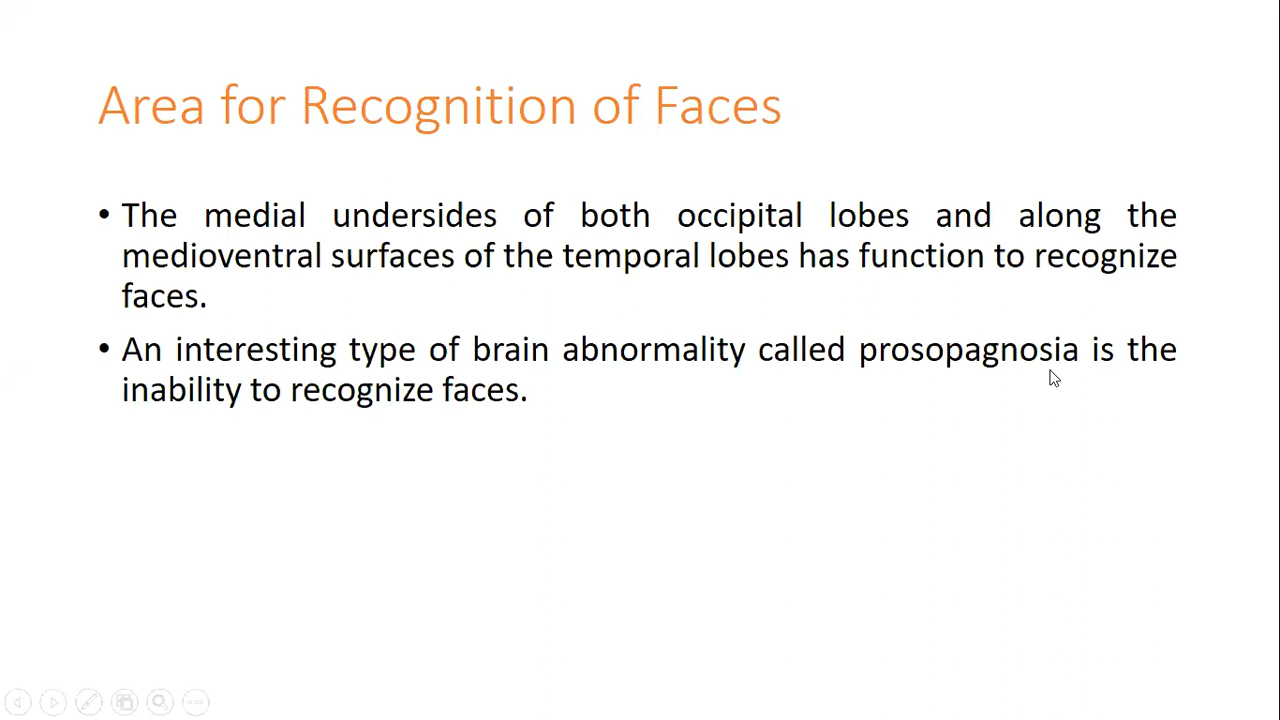 Area for Recognition of Faces
• The medial undersides of both occipital lobes and along the
medioventral surfaces of the temporal lobes has function to recognize
faces.
• An interesting type of brain abnormality called prosopagnosia is the
inability to recognize faces.